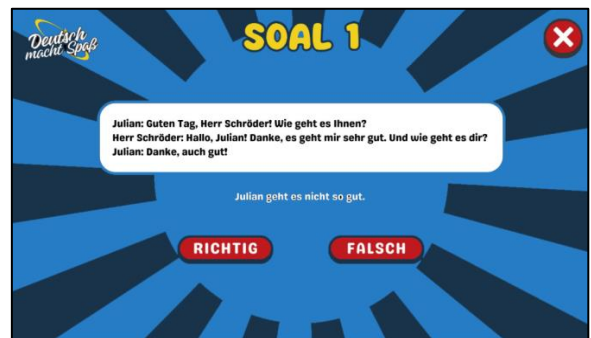 Deutsch
macht Spaß
SOAL 1
Julian: Guten Tag, Herr Schröder! Wie geht es Ihnen?
Herr Schröder: Hallo, Julian! Danke, es geht mir sehr gut. Und wie geht es dir?
Julian: Danke, auch gut!
Julian geht es nicht so gut.
RICHTIG
FALSCH